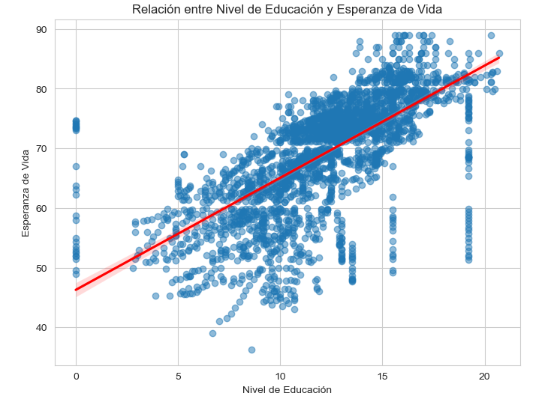 Relación entre Nivel de Educación y Esperanza de Vida
90
80
70
60
50
40
Esperanza de Vida
0 5 10 15 20
Nivel de Educación